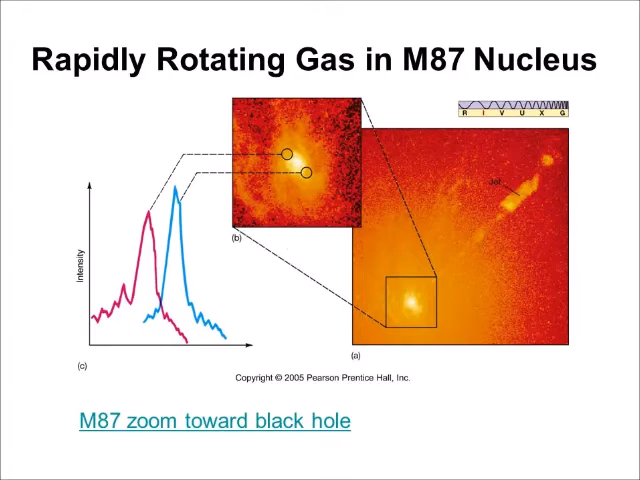 Rapidly Rotating Gas in M87 Nucleus
R I V U X G
Jet
(b)
Intensity
(a)
(c)
Copyright © 2005 Pearson Prentice Hall, Inc.
M87 zoom toward black hole